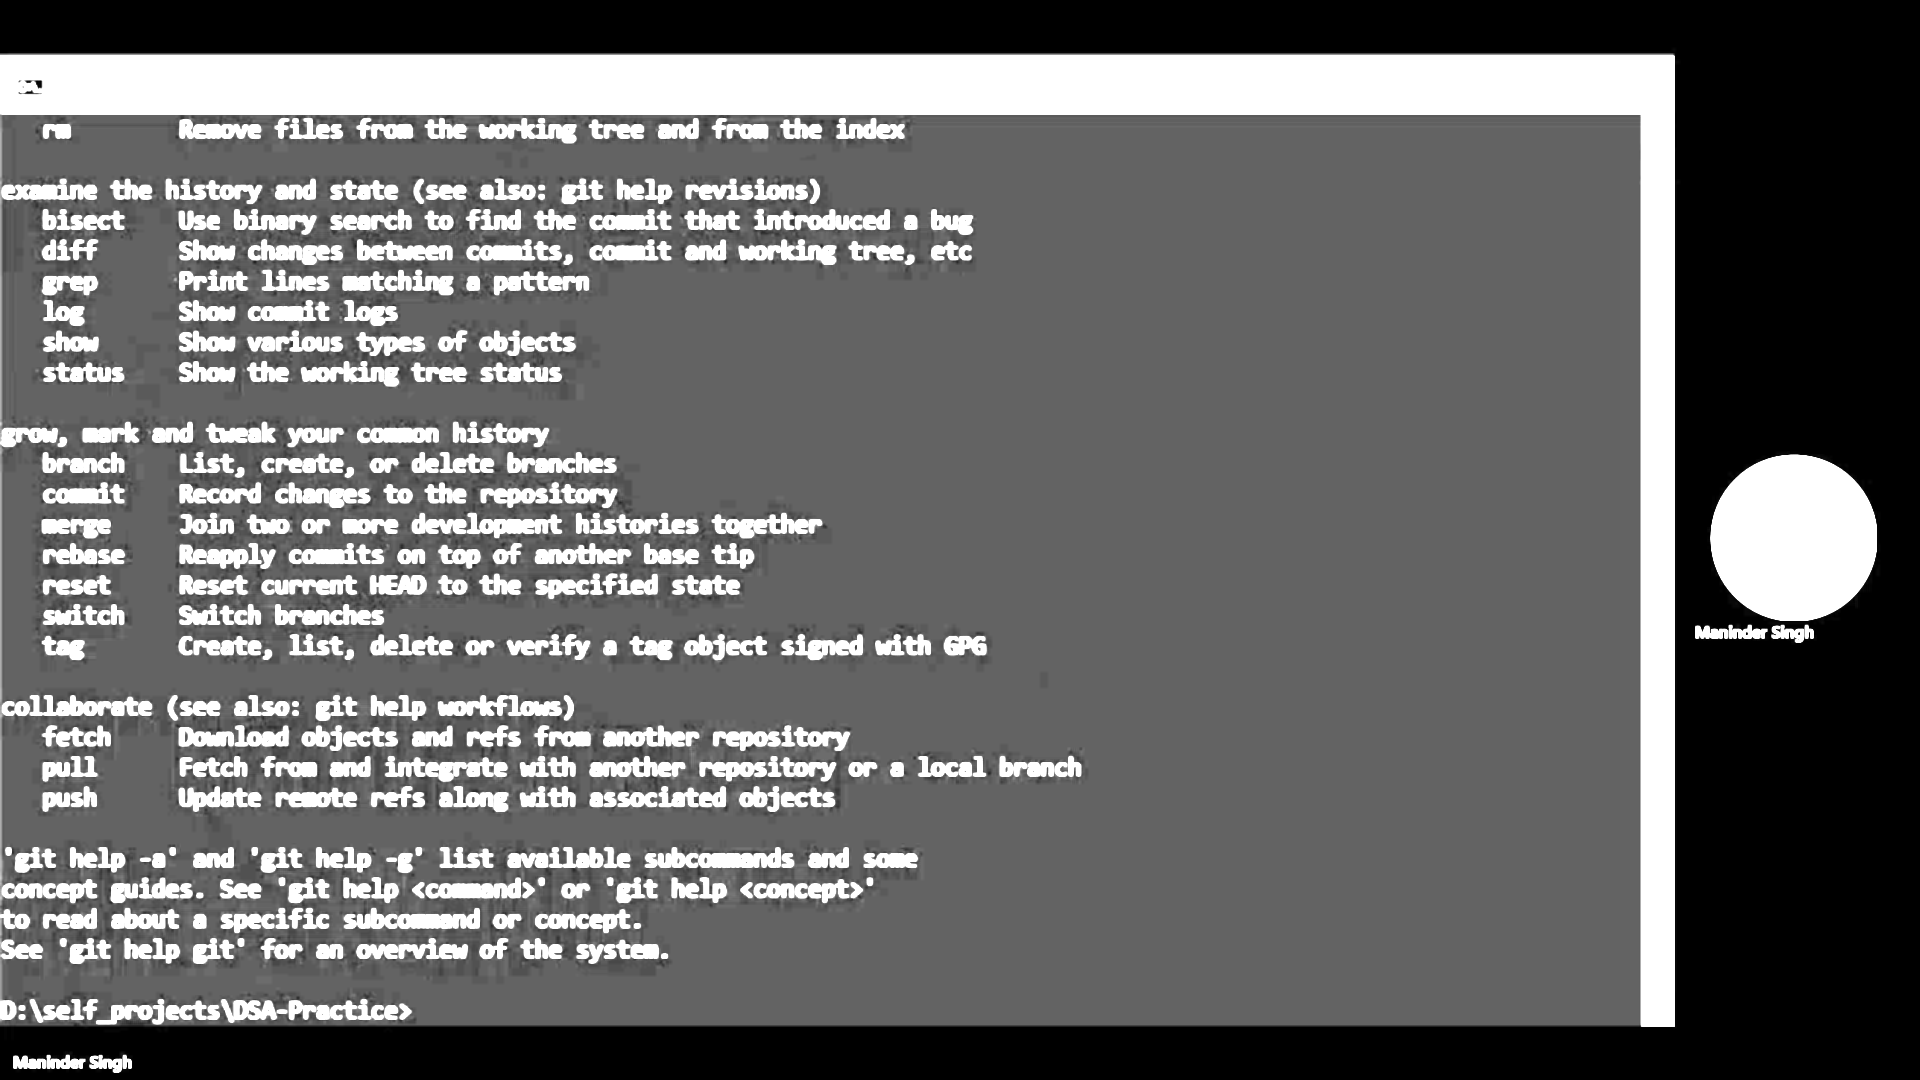 rm Remove files from the working tree and from the index
examine the history and state (see also: git help revisions)
bisect Use binary search to find the commit that introduced a bug
diff Show changes between commits, commit and working tree, etc
grep Print lines matching a pattern
log Show commit logs
show Show various types of objects
status Show the working tree status
grow, mark and tweak your common history
branch List, create, or delete branches
commit Record changes to the repository
merge Join two or more development histories together
rebase Reapply commits on top of another base tip
reset Reset current HEAD to the specified state
switch Switch branches
tag Create, list, delete or verify a tag object signed with GPG
collaborate (see also: git help workflows)
fetch Download objects and refs from another repository
pull Fetch from and integrate with another repository or a local branch
push Update remote refs along with associated objects
'git help -a' and 'git help -g' list available subcommands and some
concept guides. See 'git help <command>' or 'git help <concept>'
to read about a specific subcommand or concept.
See 'git help git' for an overview of the system.
D:\self_projects\DSA-Practice>
Maninder Singh
Maninder Singh